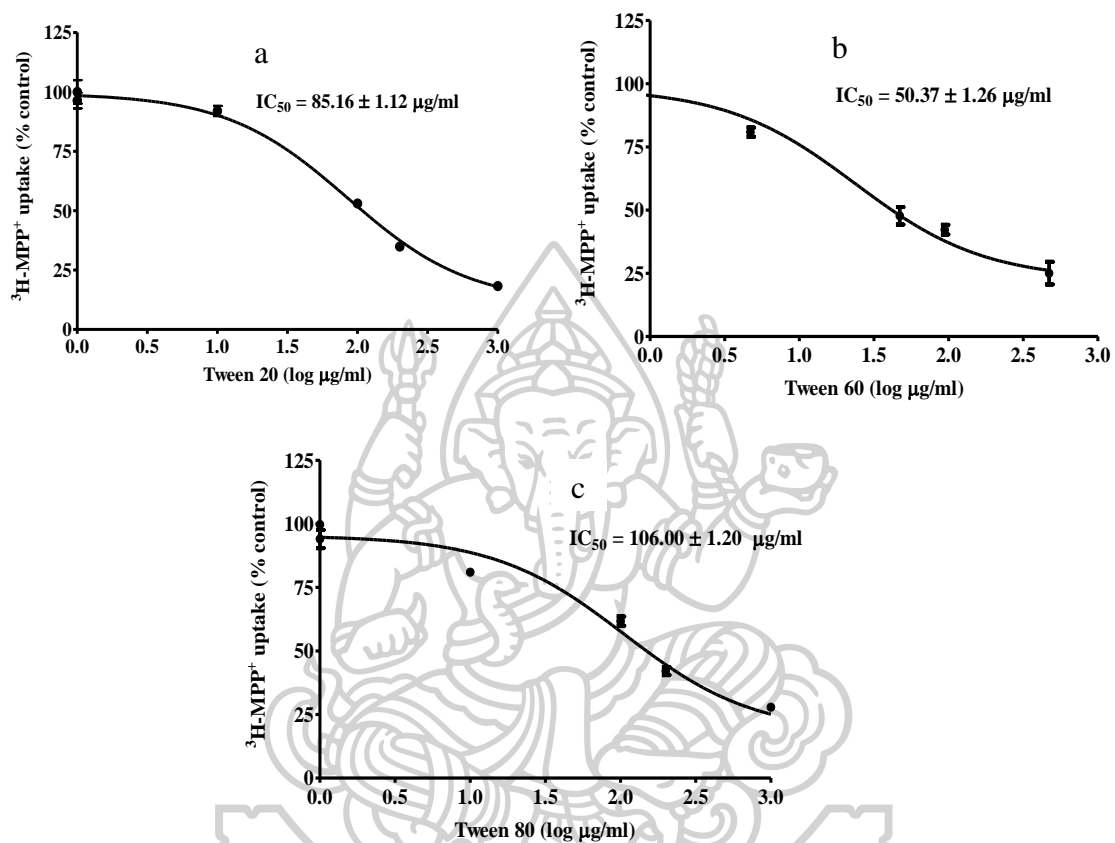 a
IC50 = 85.16 ± 1.12 µg/ml
³H-MPP⁺ uptake (% control)
125
100
75
50
25
0
0.0 0.5 1.0 1.5 2.0 2.5 3.0
Tween 20 (log µg/ml)
b
IC50 = 50.37 ± 1.26 µg/ml
³H-MPP⁺ uptake (% control)
125
100
75
50
25
0
0.0 0.5 1.0 1.5 2.0 2.5 3.0
Tween 60 (log µg/ml)
c
IC50 = 106.00 ± 1.20 µg/ml
³H-MPP⁺ uptake (% control)
125
100
75
50
25
0
0.0 0.5 1.0 1.5 2.0 2.5 3.0
Tween 80 (log µg/ml)